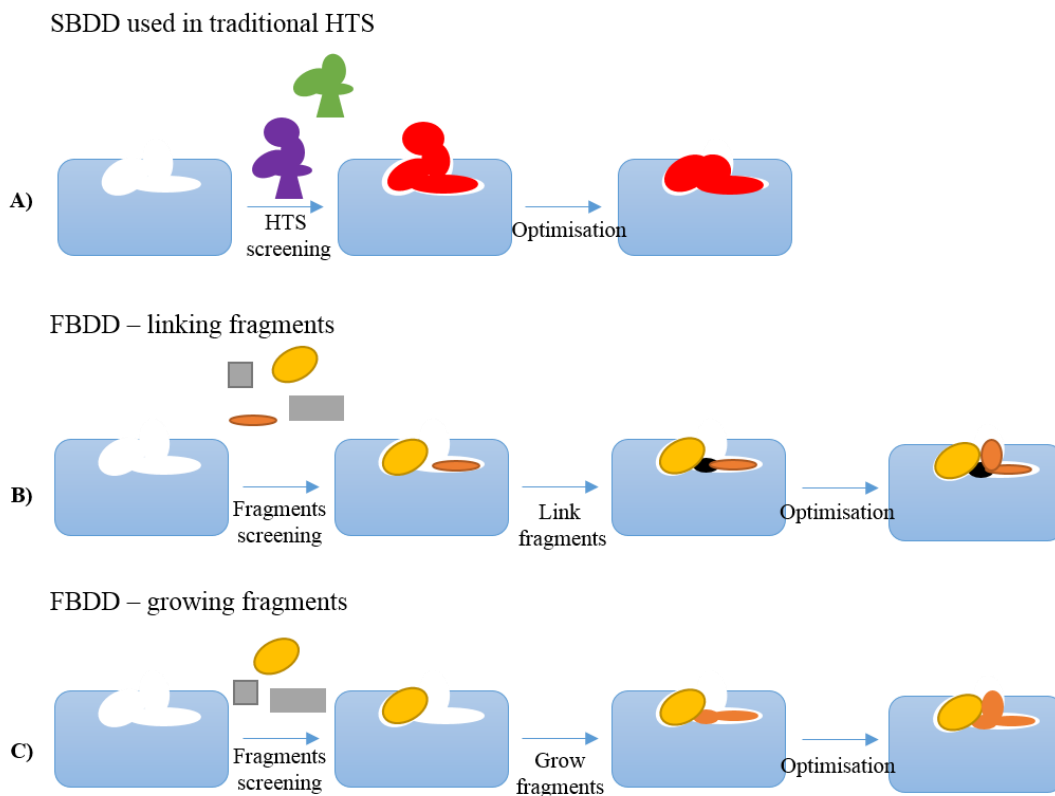 SBDD used in traditional HTS
A)
HTS
screening
Optimisation
FBDD – linking fragments
B)
Fragments
screening
Link
fragments
Optimisation
FBDD – growing fragments
C)
Fragments
screening
Grow
fragments
Optimisation